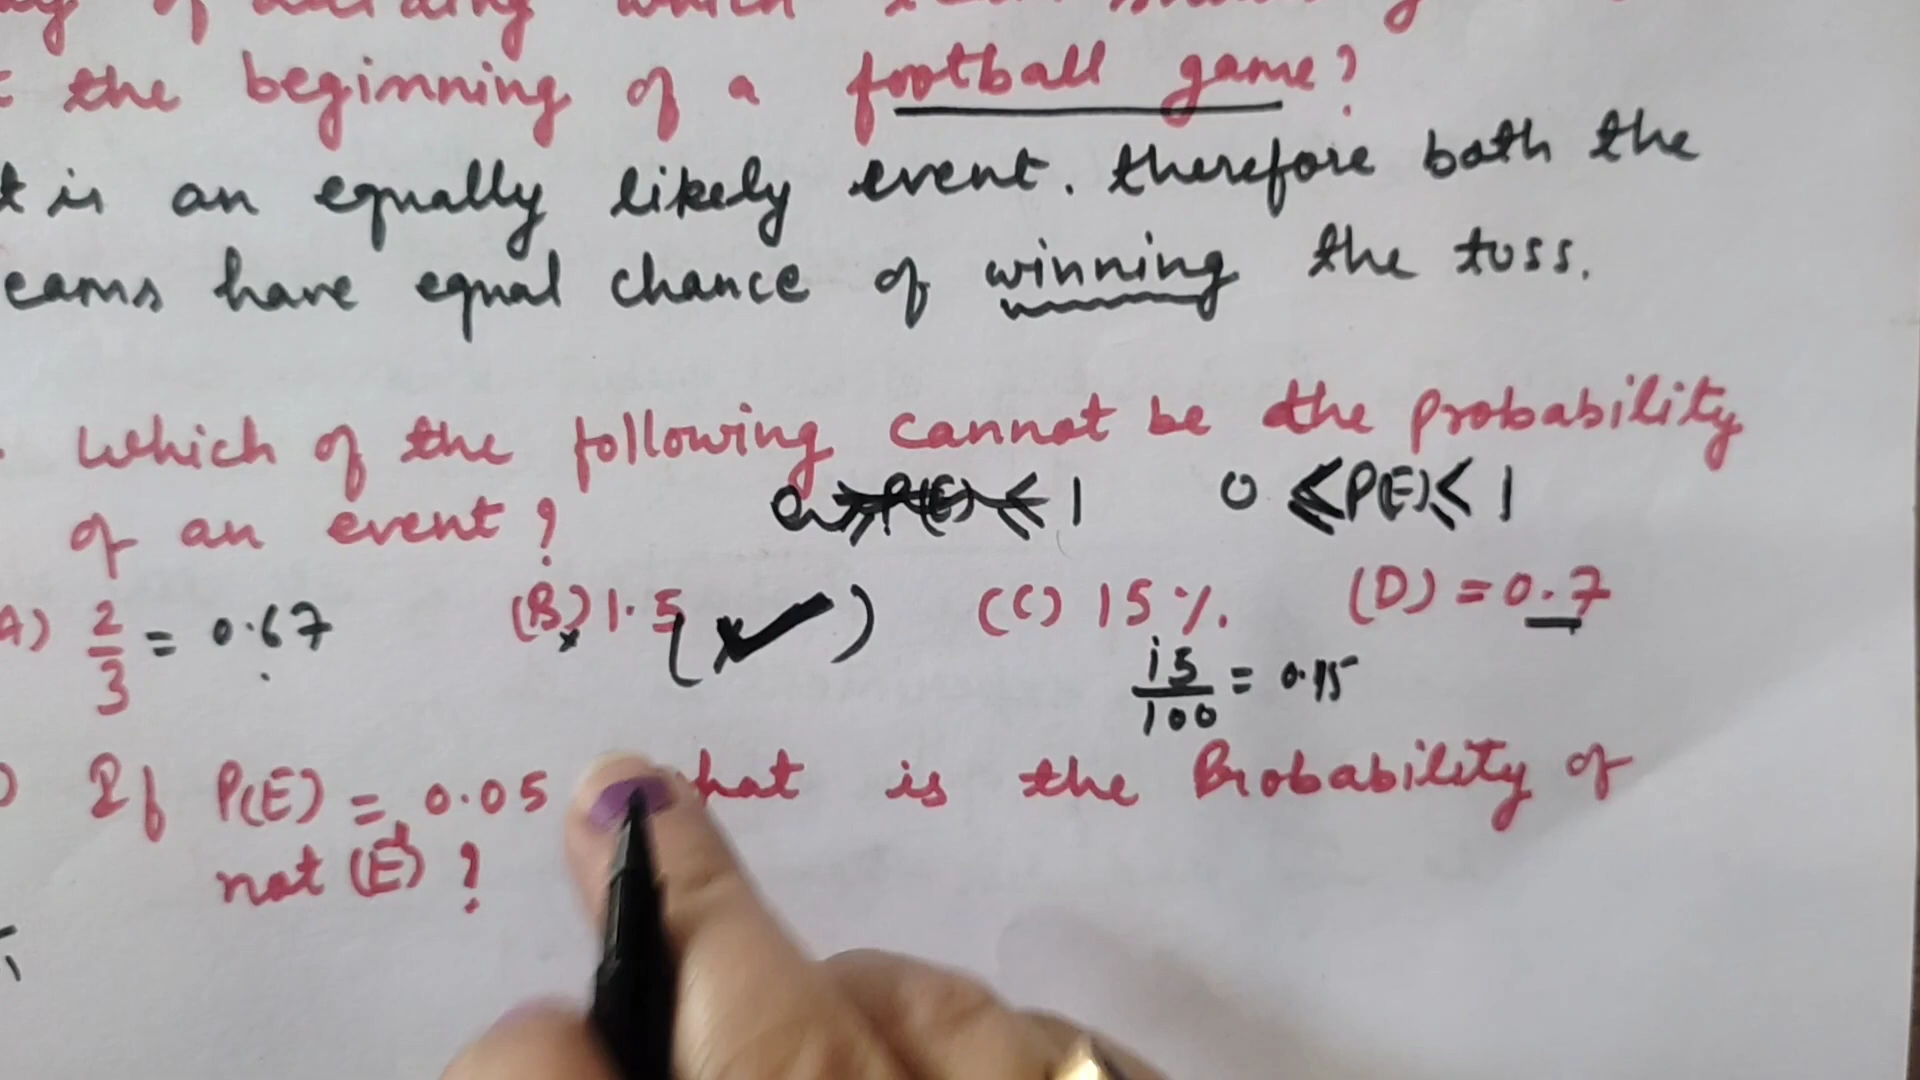 the beginning of a football game?
is an equally likely event. therefore both the
eams have equal chance of winning the toss.
Which of the following cannot be the probability
of an event? 0 ⩾ P(E) ⩽ 1 0 ⩽ P(E) ⩽ 1
A) 2/3 = 0.67 (B) 1.5 (✓) (C) 15 %. (D) = 0.7
15/100 = 0.15
If P(E) = 0.05 hat is the Probability of
not (E) ?